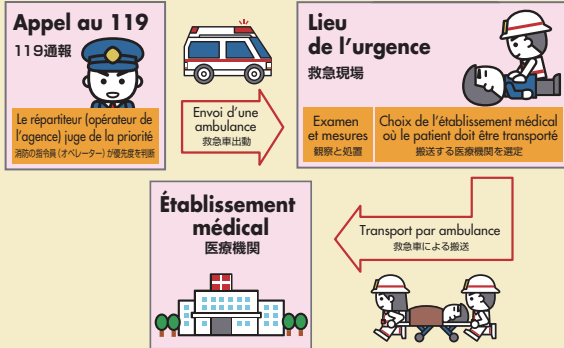 Appel au 119
119通報
Le répartiteur (opérateur de
l'agence) juge de la priorité
消防の指令員(オペレーター)が優先度を判断
Envoi d'une
ambulance
救急車出動
Lieu
de l'urgence
救急現場
Examen
et mesures
観察と処置
Choix de l'établissement médical
où le patient doit être transporté
搬送する医療機関を選定
Transport par ambulance
救急車による搬送
Établissement
médical
医療機関